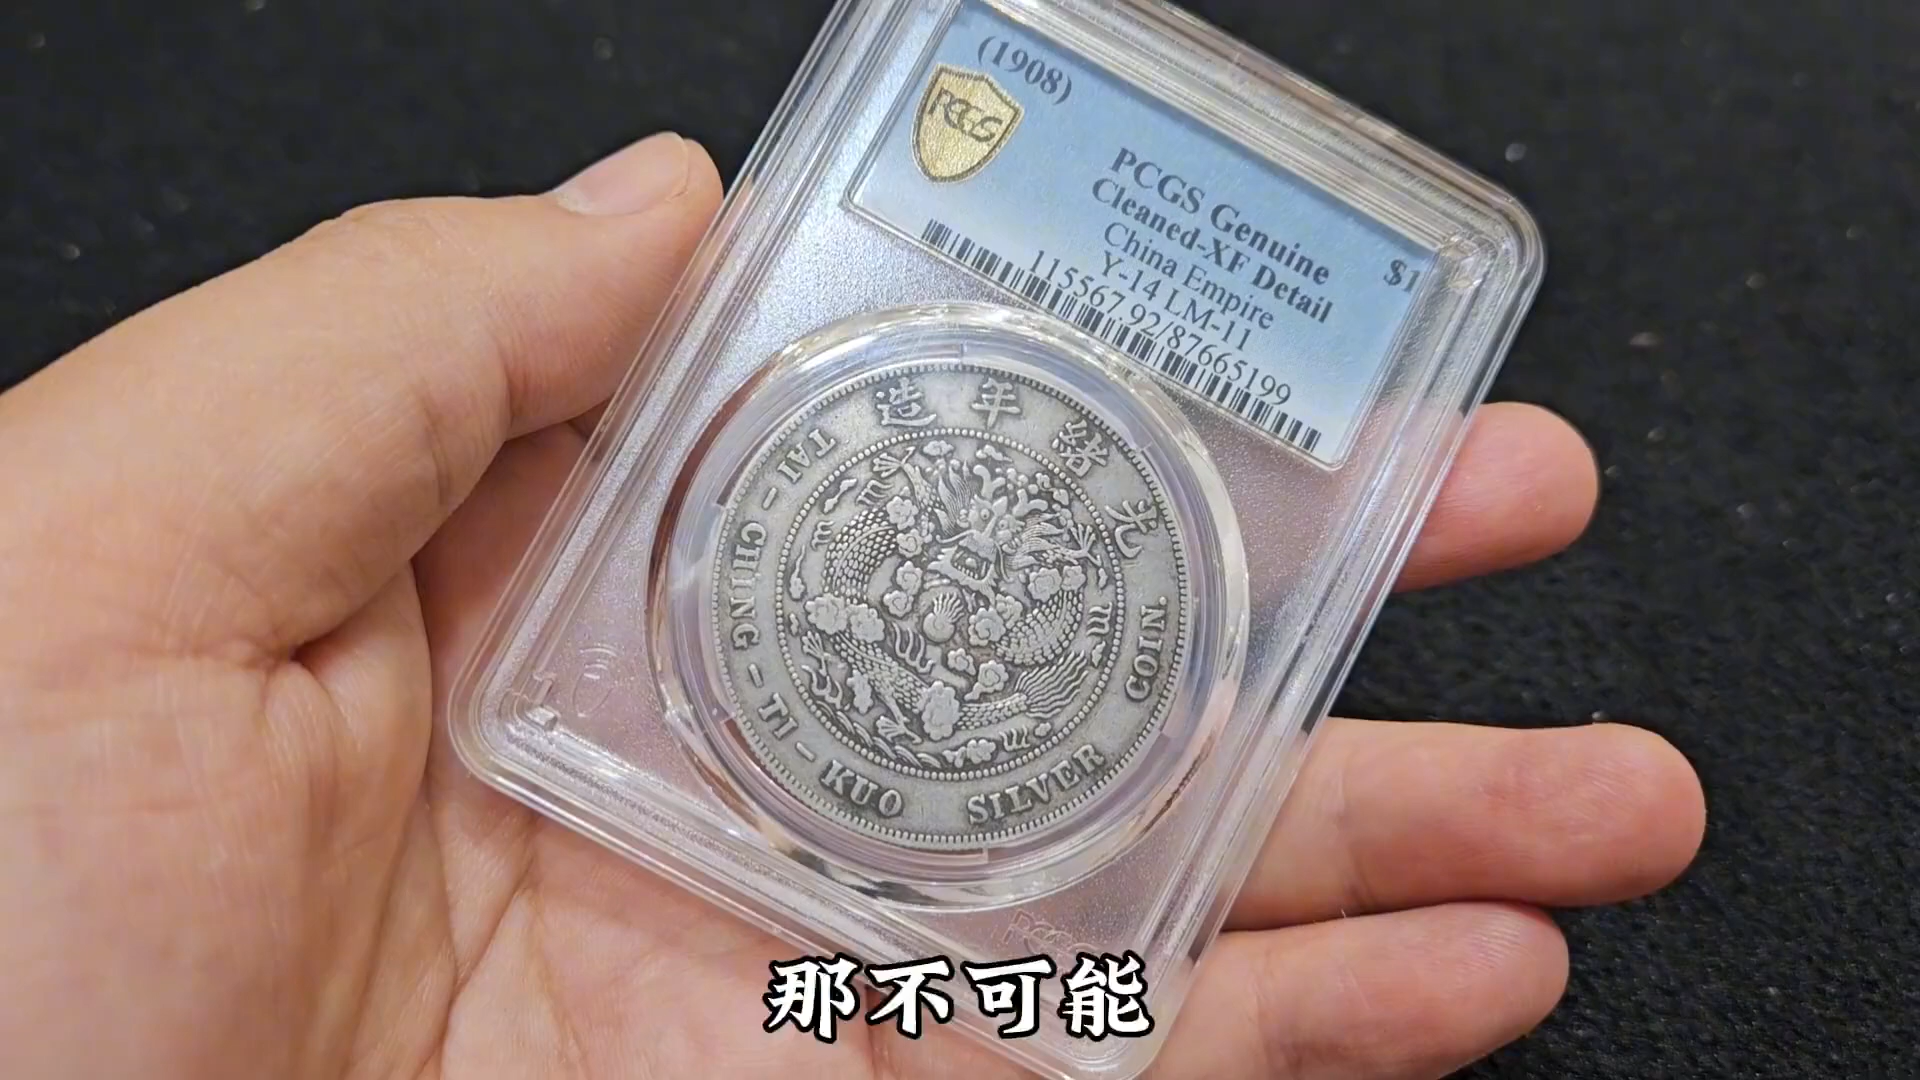 (1908)
PCGS
PCGS Genuine
Cleaned-XF Detail
$1
China Empire
Y-14 LM-11
115567.92/87665199
造年緒光
TAI-CHING-TI-KUO SILVER COIN
PCGS
那不可能